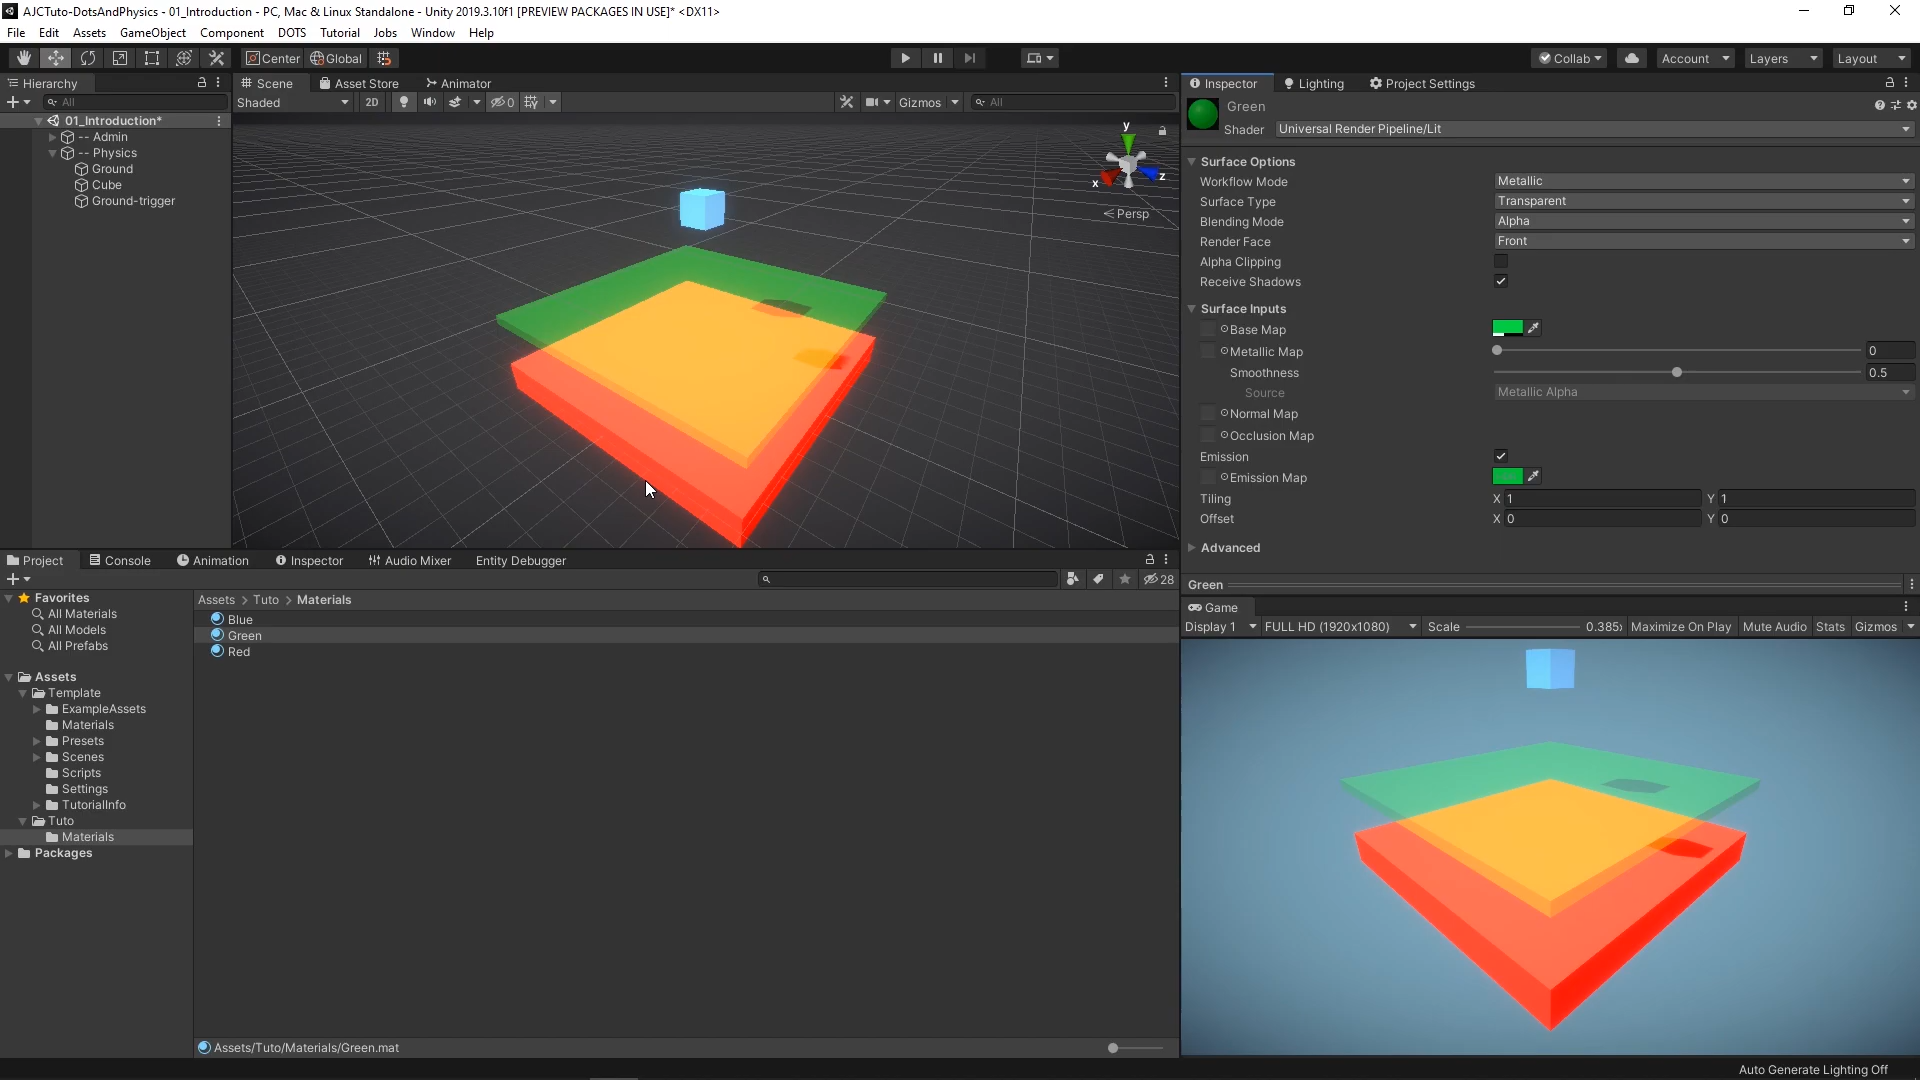 AJCTuto-DotsAndPhysics - 01_Introduction - PC, Mac & Linux Standalone - Unity 2019.3.10f1 [PREVIEW PACKAGES IN USE]* <DX11>
File Edit Assets GameObject Component DOTS Tutorial Jobs Window Help
Center Global Collab Account Layers Layout
Hierarchy
All
01_Introduction*
-- Admin
-- Physics
Ground
Cube
Ground-trigger
Scene Asset Store Animator
Shaded 2D 0 Gizmos All
y
x
z
< Persp
Inspector Lighting Project Settings
Green
Shader Universal Render Pipeline/Lit
Surface Options
Workflow Mode Metallic
Surface Type Transparent
Blending Mode Alpha
Render Face Front
Alpha Clipping
Receive Shadows
Surface Inputs
Base Map
Metallic Map 0
Smoothness 0.5
Source Metallic Alpha
Normal Map
Occlusion Map
Emission
Emission Map
Tiling X 1 Y 1
Offset X 0 Y 0
Advanced
Green
Project Console Animation Inspector Audio Mixer Entity Debugger
28
Favorites
All Materials
All Models
All Prefabs
Assets
Template
ExampleAssets
Materials
Presets
Scenes
Scripts
Settings
TutorialInfo
Tuto
Materials
Packages
Assets > Tuto > Materials
Blue
Green
Red
Assets/Tuto/Materials/Green.mat
Game
Display 1 FULL HD (1920x1080) Scale 0.385 Maximize On Play Mute Audio Stats Gizmos
Auto Generate Lighting Off